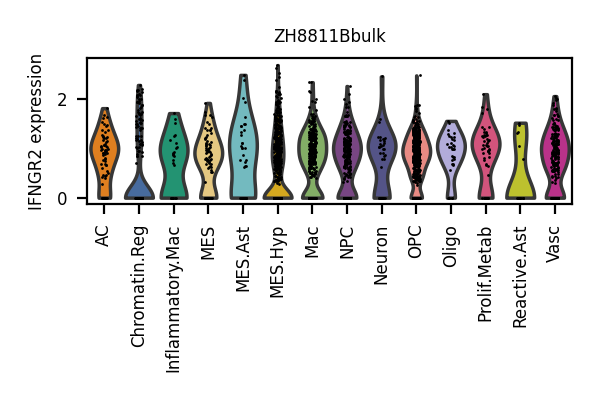 ZH8811Bbulk
IFNGR2 expression
2
0
AC
Chromatin.Reg
Inflammatory.Mac
MES
MES.Ast
MES.Hyp
Mac
NPC
Neuron
OPC
Oligo
Prolif.Metab
Reactive.Ast
Vasc